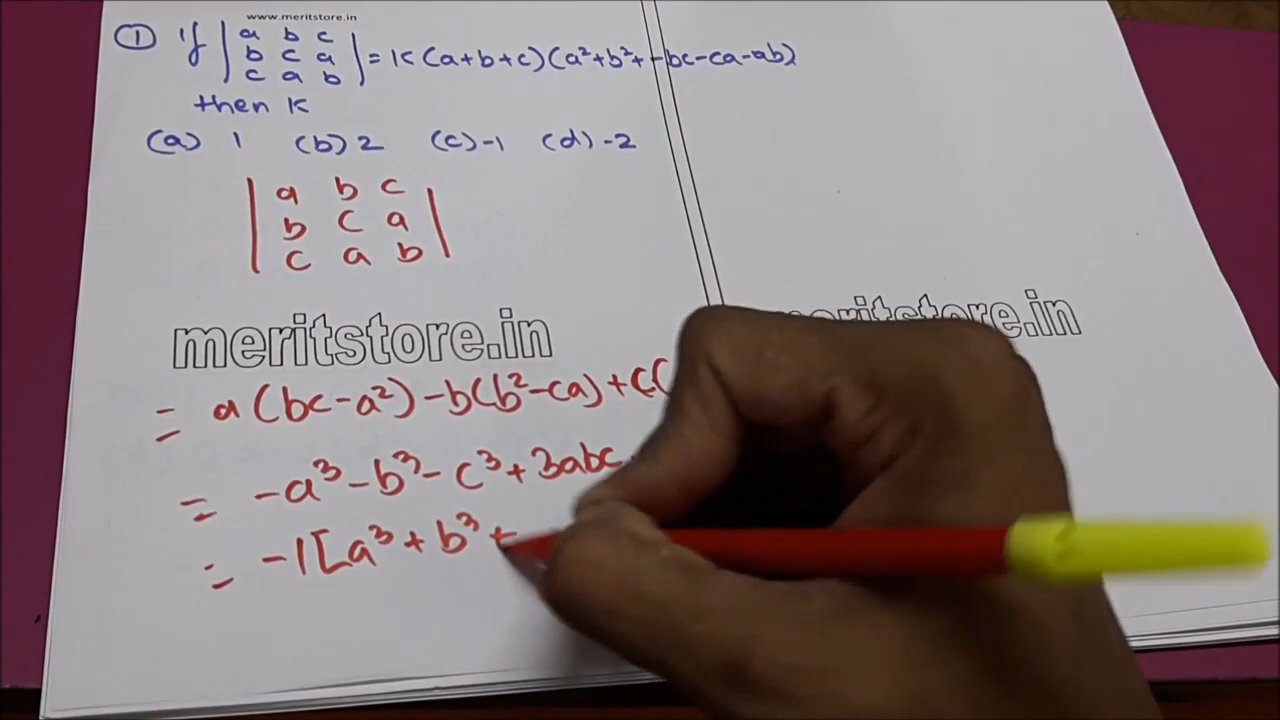 www.meritstore.in
① If | a b c |
| b c a | = K (a+b+c) (a²+b²+ -bc-ca-ab)
| c a b |
then K
(a) 1 (b) 2 (c) -1 (d) -2
| a b c |
| b c a |
| c a b |
meritstore.in meritstore.in
= a (bc-a²) -b(b²-ca) +c(
= -a³-b³-c³+3abc
= -1[a³+b³+